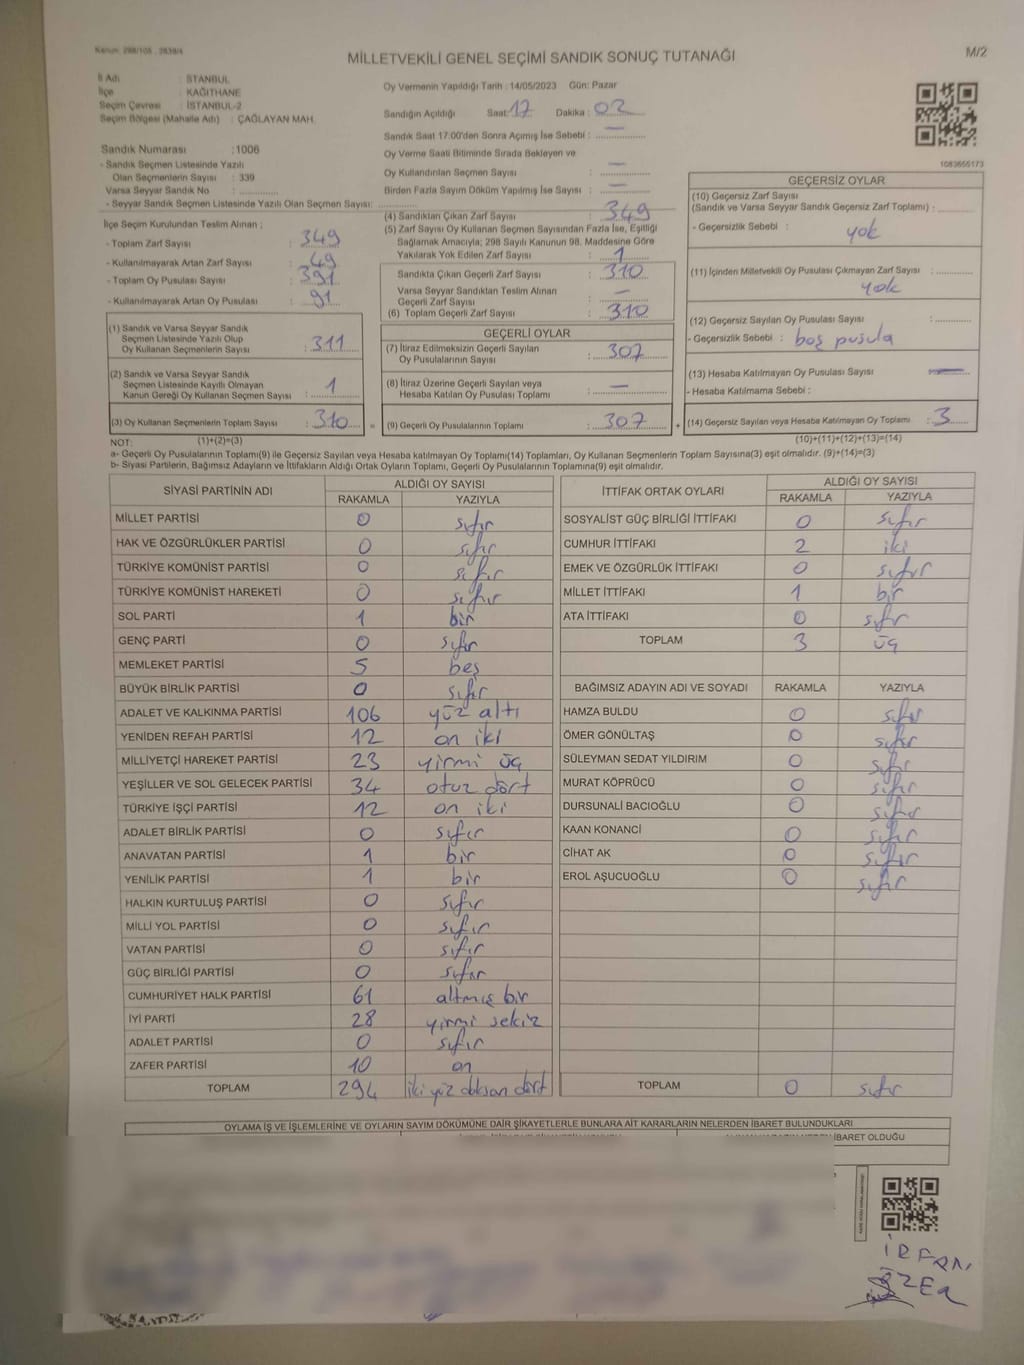 Kanun: 298/105 , 2839/4
MİLLETVEKİLİ GENEL SEÇİMİ SANDIK SONUÇ TUTANAĞI
M/2
İl Adı : İSTANBUL
İlçe : KAĞITHANE
Seçim Çevresi : İSTANBUL-2
Seçim Bölgesi (Mahalle Adı) : ÇAĞLAYAN MAH.
Sandık Numarası :1006
- Sandık Seçmen Listesinde Yazılı
Olan Seçmenlerin Sayısı : 339
Varsa Seyyar Sandık No :
- Seyyar Sandık Seçmen Listesinde Yazılı Olan Seçmen Sayısı:
Oy Vermenin Yapıldığı Tarih : 14/05/2023 Gün: Pazar
Sandığın Açıldığı Saat: 17 Dakika : 02
Sandık Saat 17.00'den Sonra Açılmış İse Sebebi : —
Oy Verme Saati Bitiminde Sırada Bekleyen ve
Oy Kullandırılan Seçmen Sayısı : —
Birden Fazla Sayım Döküm Yapılmış İse Sayısı : —
1083655173
İlçe Seçim Kurulundan Teslim Alınan ;
- Toplam Zarf Sayısı : 349
- Kullanılmayarak Artan Zarf Sayısı : 49
- Toplam Oy Pusulası Sayısı : 391
- Kullanılmayarak Artan Oy Pusulası : 91
(4) Sandıktan Çıkan Zarf Sayısı : 349
(5) Zarf Sayısı Oy Kullanan Seçmen Sayısından Fazla İse, Eşitliği
Sağlamak Amacıyla; 298 Sayılı Kanunun 98. Maddesine Göre
Yakılarak Yok Edilen Zarf Sayısı : 1
Sandıkta Çıkan Geçerli Zarf Sayısı : 310
Varsa Seyyar Sandıktan Teslim Alınan
Geçerli Zarf Sayısı : —
(6) Toplam Geçerli Zarf Sayısı : 310
GEÇERSİZ OYLAR
(10) Geçersiz Zarf Sayısı
(Sandık ve Varsa Seyyar Sandık Geçersiz Zarf Toplamı) :
- Geçersizlik Sebebi : yok
(11) İçinden Milletvekili Oy Pusulası Çıkmayan Zarf Sayısı :
yok
(12) Geçersiz Sayılan Oy Pusulası Sayısı :
- Geçersizlik Sebebi : boş pusula
(13) Hesaba Katılmayan Oy Pusulası Sayısı —
- Hesaba Katılmama Sebebi :
(14) Geçersiz Sayılan veya Hesaba Katılmayan Oy Toplamı : 3
(10)+(11)+(12)+(13)=(14)
(1) Sandık ve Varsa Seyyar Sandık
Seçmen Listesinde Yazılı Olup
Oy Kullanan Seçmenlerin Sayısı : 311
(2) Sandık ve Varsa Seyyar Sandık
Seçmen Listesinde Kayıtlı Olmayan
Kanun Gereği Oy Kullanan Seçmen Sayısı : 1
(3) Oy Kullanan Seçmenlerin Toplam Sayısı : 310 =
GEÇERLİ OYLAR
(7) İtiraz Edilmeksizin Geçerli Sayılan
Oy Pusulalarının Sayısı : 307
(8) İtiraz Üzerine Geçerli Sayılan veya
Hesaba Katılan Oy Pusulası Toplamı : —
(9) Geçerli Oy Pusulalarının Toplamı : 307 +
NOT: (1)+(2)=(3)
a- Geçerli Oy Pusulalarının Toplamı(9) ile Geçersiz Sayılan veya Hesaba katılmayan Oy Toplamı(14) Toplamları, Oy Kullanan Seçmenlerin Toplam Sayısına(3) eşit olmalıdır. (9)+(14)=(3)
b- Siyasi Partilerin, Bağımsız Adayların ve İttifakların Aldığı Ortak Oyların Toplamı, Geçerli Oy Pusulalarının Toplamına(9) eşit olmalıdır.
SİYASİ PARTİNİN ADI ALDIĞI OY SAYISI
RAKAMLA YAZIYLA
MİLLET PARTİSİ 0 sıfır
HAK VE ÖZGÜRLÜKLER PARTİSİ 0 sıfır
TÜRKİYE KOMÜNİST PARTİSİ 0 sıfır
TÜRKİYE KOMÜNİST HAREKETİ 0 sıfır
SOL PARTİ 1 bir
GENÇ PARTİ 0 sıfır
MEMLEKET PARTİSİ 5 beş
BÜYÜK BİRLİK PARTİSİ 0 sıfır
ADALET VE KALKINMA PARTİSİ 106 yüz altı
YENİDEN REFAH PARTİSİ 12 on iki
MİLLİYETÇİ HAREKET PARTİSİ 23 yirmi üç
YEŞİLLER VE SOL GELECEK PARTİSİ 34 otuz dört
TÜRKİYE İŞÇİ PARTİSİ 12 on iki
ADALET BİRLİK PARTİSİ 0 sıfır
ANAVATAN PARTİSİ 1 bir
YENİLİK PARTİSİ 1 bir
HALKIN KURTULUŞ PARTİSİ 0 sıfır
MİLLİ YOL PARTİSİ 0 sıfır
VATAN PARTİSİ 0 sıfır
GÜÇ BİRLİĞİ PARTİSİ 0 sıfır
CUMHURİYET HALK PARTİSİ 61 altmış bir
İYİ PARTİ 28 yirmi sekiz
ADALET PARTİSİ 0 sıfır
ZAFER PARTİSİ 10 on
TOPLAM 294 iki yüz doksan dört
İTTİFAK ORTAK OYLARI ALDIĞI OY SAYISI
RAKAMLA YAZIYLA
SOSYALİST GÜÇ BİRLİĞİ İTTİFAKI 0 sıfır
CUMHUR İTTİFAKI 2 iki
EMEK VE ÖZGÜRLÜK İTTİFAKI 0 sıfır
MİLLET İTTİFAKI 1 bir
ATA İTTİFAKI 0 sıfır
TOPLAM 3 üç
BAĞIMSIZ ADAYIN ADI VE SOYADI RAKAMLA YAZIYLA
HAMZA BULDU 0 sıfır
ÖMER GÖNÜLTAŞ 0 sıfır
SÜLEYMAN SEDAT YILDIRIM 0 sıfır
MURAT KÖPRÜCÜ 0 sıfır
DURSUNALİ BACIOĞLU 0 sıfır
KAAN KONANCİ 0 sıfır
CİHAT AK 0 sıfır
EROL AŞUCUOĞLU 0 sıfır
TOPLAM 0 sıfır
OYLAMA İŞ VE İŞLEMLERİNE VE OYLARIN SAYIM DÖKÜMÜNE DAİR ŞİKAYETLERLE BUNLARA AİT KARARLARIN NELERDEN İBARET BULUNDUKLARI
İBARET OLDUĞU
İRFAN
ÖZER